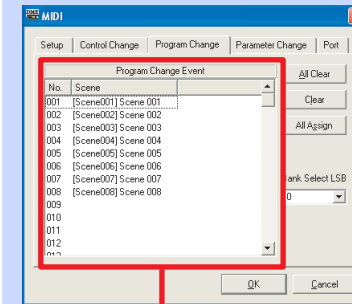 MIDI
Setup Control Change Program Change Parameter Change Port
Program Change Event
No. Scene
001 [Scene001] Scene 001
002 [Scene002] Scene 002
003 [Scene003] Scene 003
004 [Scene004] Scene 004
005 [Scene005] Scene 005
006 [Scene006] Scene 006
007 [Scene007] Scene 007
008 [Scene008] Scene 008
009
010
011
012
All Clear
Clear
All Assign
Bank Select LSB
0
OK Cancel